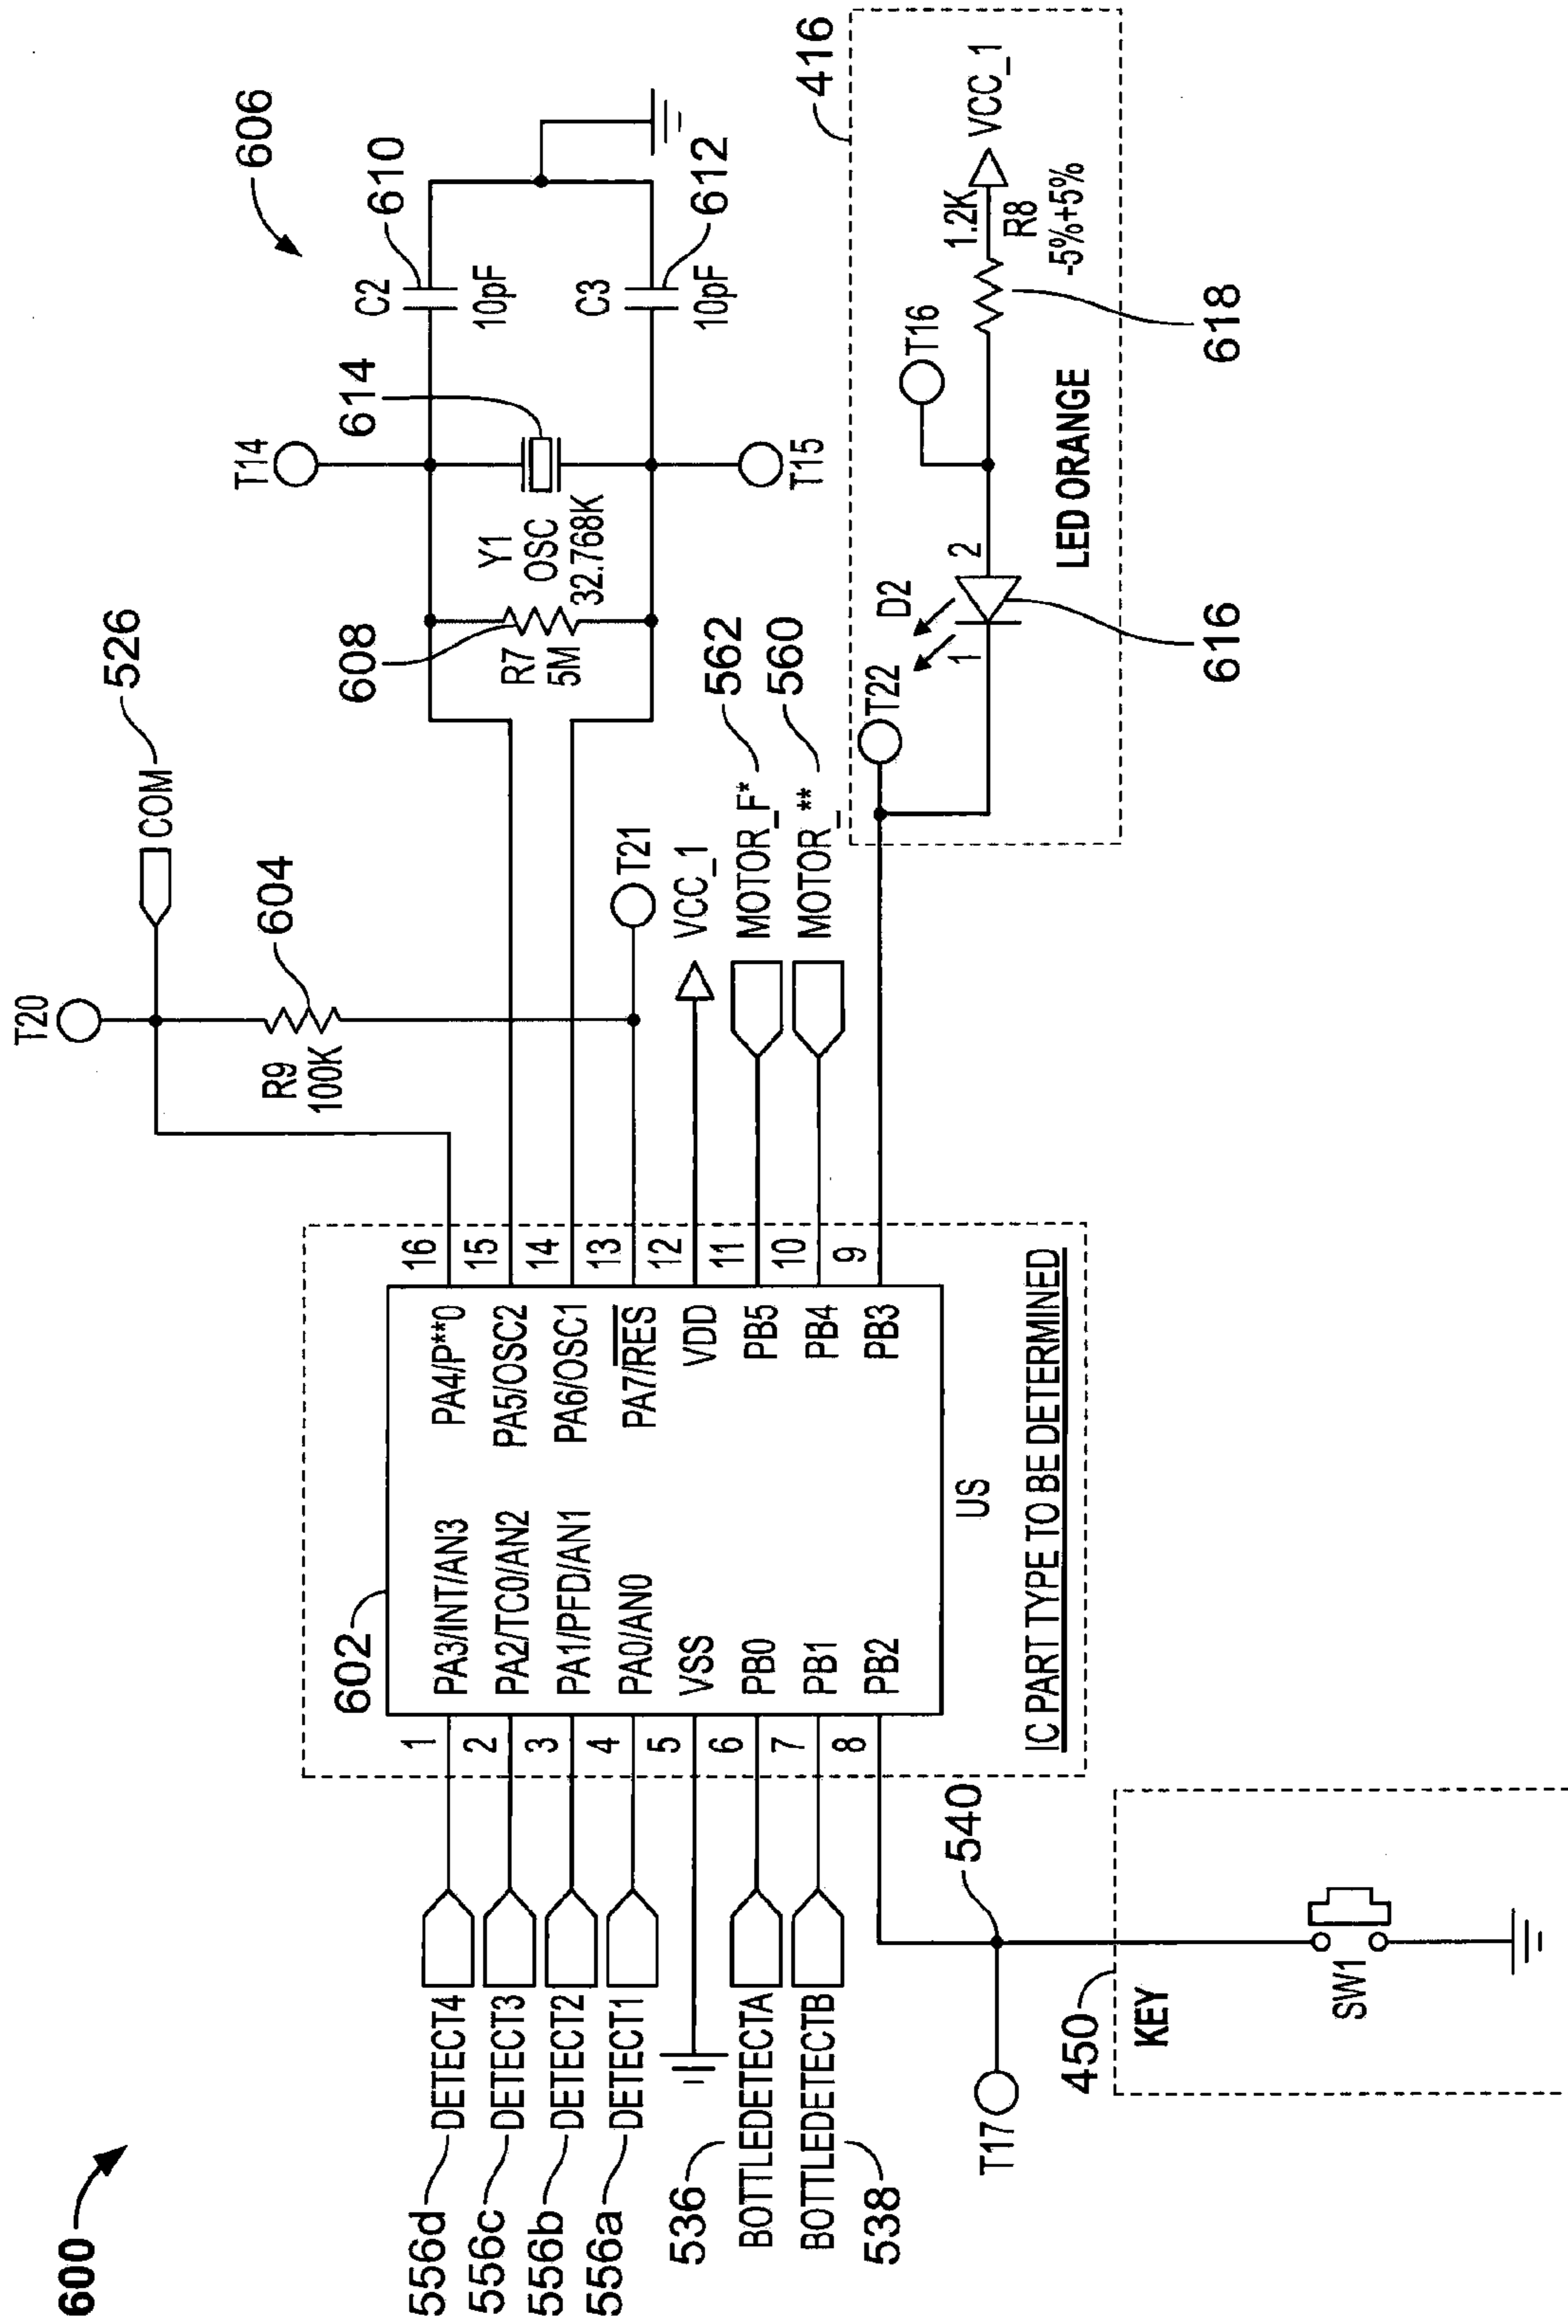 600
606
T20
COM
526
T14
614
C2
610
10pF
604
R9
100K
608
R7
5M
Y1
OSC
32.768K
C3
612
10pF
T15
T21
VCC_1
MOTOR_F*
562
MOTOR_**
560
602
556d
DETECT4
1
PA3/INT/AN3
PA4/P**0
16
556c
DETECT3
2
PA2/TC0/AN2
PA5/OSC2
15
556b
DETECT2
3
PA1/PFD/AN1
PA6/OSC1
14
556a
DETECT1
4
PA0/AN0
PA7/RES
13
5
VSS
VDD
12
536
BOTTLEDETECTA
6
PB0
PB5
11
BOTTLEDETECTB
538
7
PB1
PB4
10
8
PB2
PB3
9
US
IC PART TYPE TO BE DETERMINED
T17
540
450
KEY
SW1
416
T22
D2
1
2
T16
1.2K
R8
-5%+5%
VCC_1
LED ORANGE
616
618